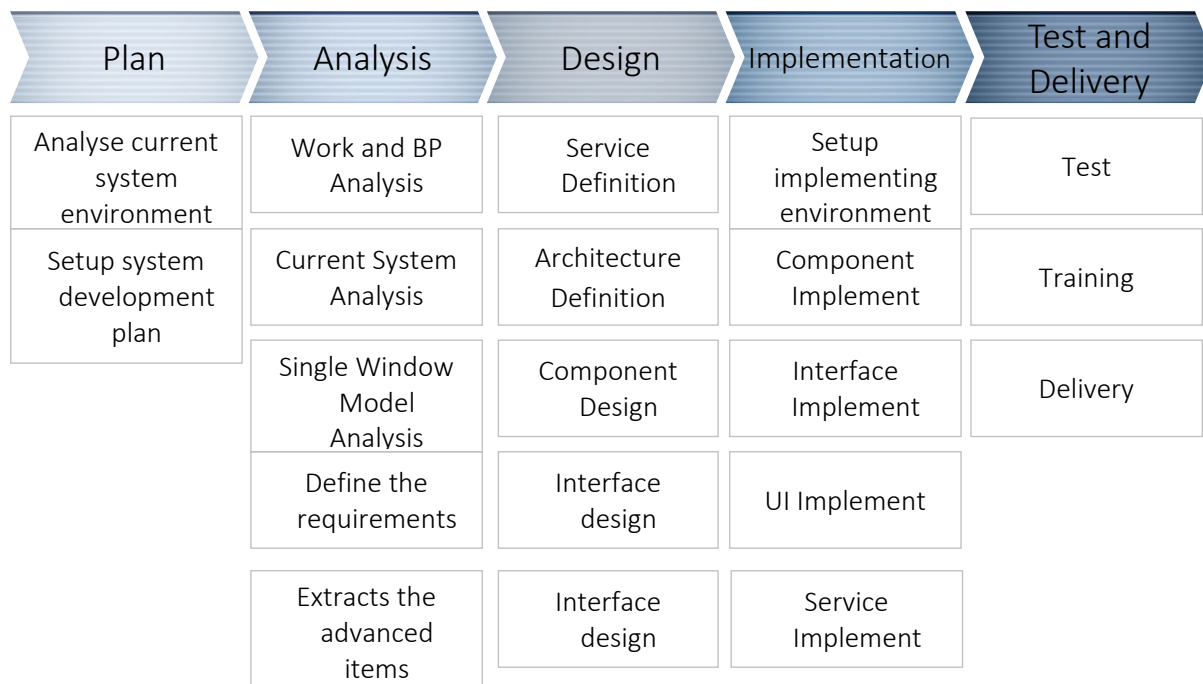 Plan
Analysis
Design
Implementation
Test and
Delivery
Analyse current
system
environment
Setup system
development
plan
Work and BP
Analysis
Current System
Analysis
Single Window
Model
Analysis
Define the
requirements
Extracts the
advanced
items
Service
Definition
Architecture
Definition
Component
Design
Interface
design
Interface
design
Setup
implementing
environment
Component
Implement
Interface
Implement
UI Implement
Service
Implement
Test
Training
Delivery